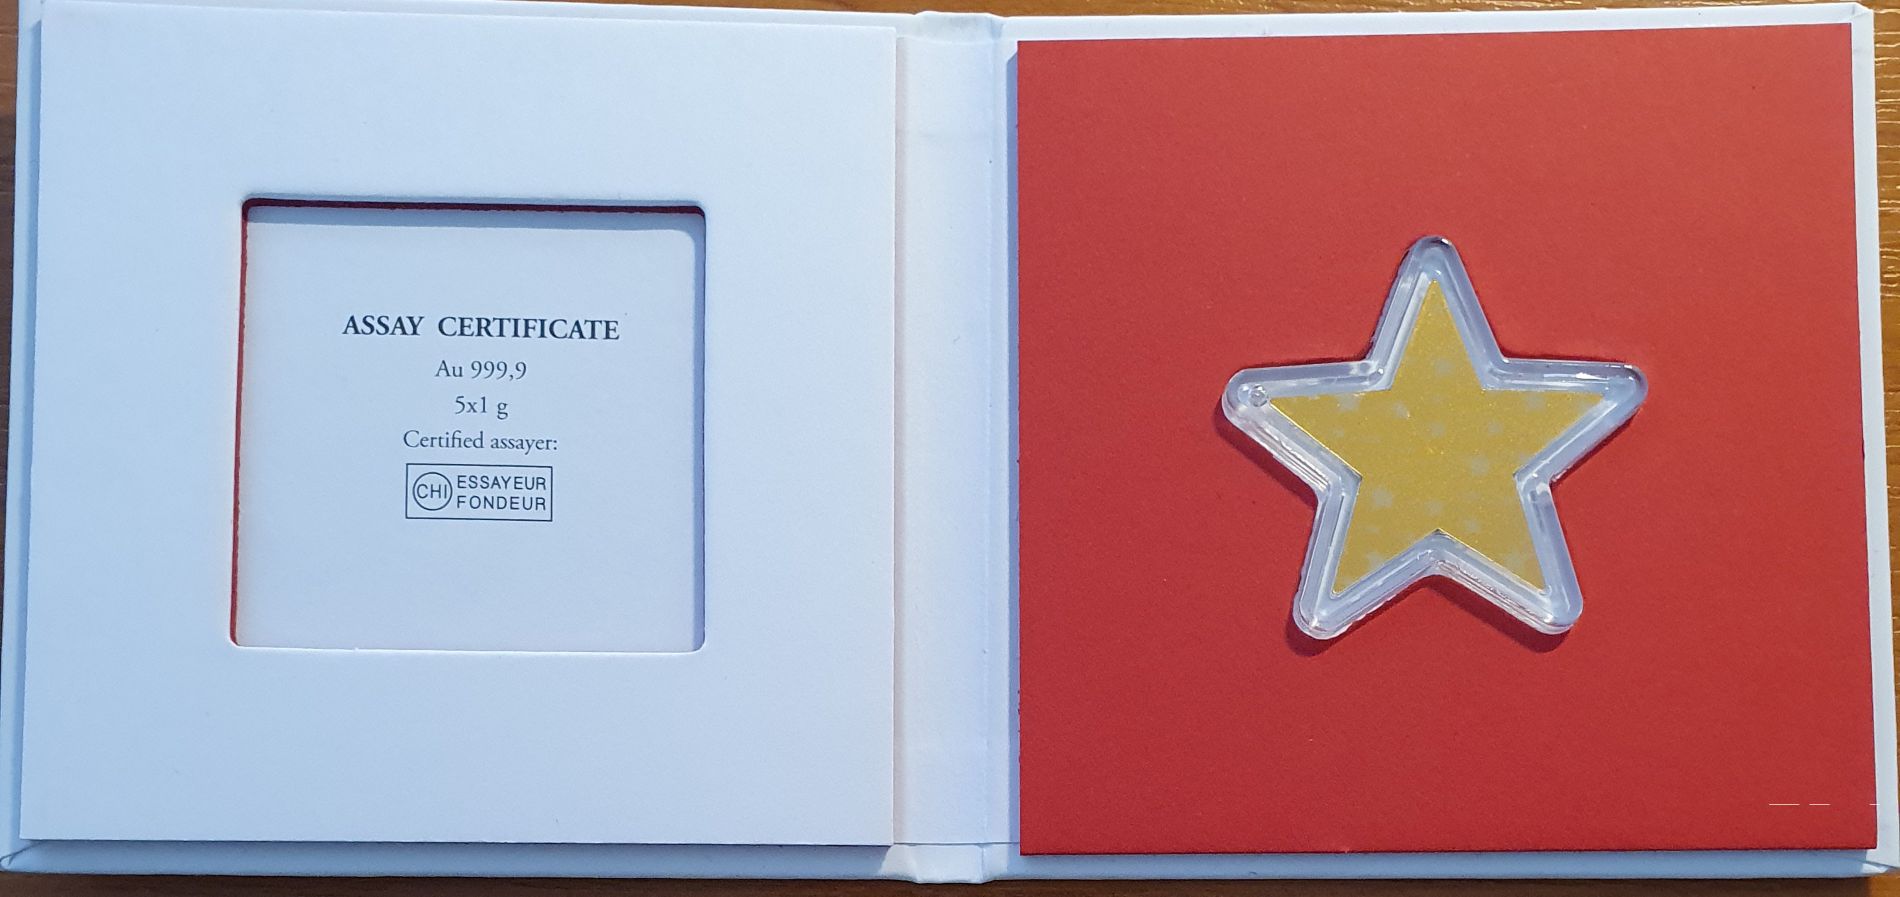 ASSAY CERTIFICATE
Au 999,9
5x1 g
Certified assayer:
CHI ESSAYEUR
FONDEUR